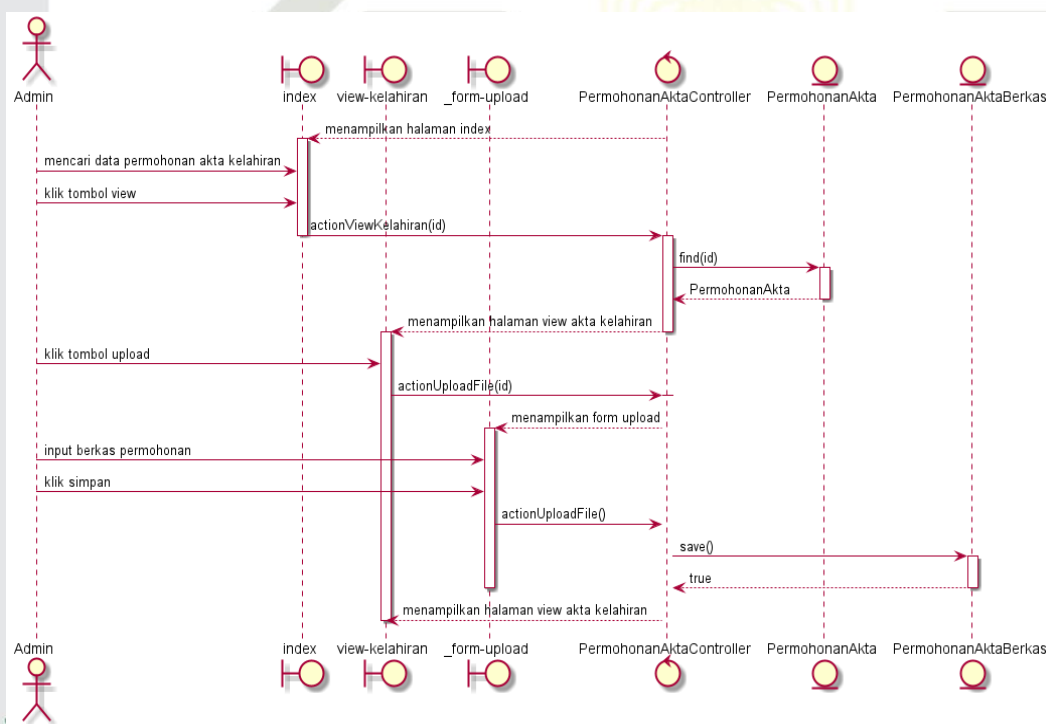 Admin
index
view-kelahiran
_form-upload
PermohonanAktaController
PermohonanAkta
PermohonanAktaBerkas
menampilkan halaman index
mencari data permohonan akta kelahiran
klik tombol view
actionViewKelahiran(id)
find(id)
PermohonanAkta
menampilkan halaman view akta kelahiran
klik tombol upload
actionUploadFile(id)
menampilkan form upload
input berkas permohonan
klik simpan
actionUploadFile()
save()
true
menampilkan halaman view akta kelahiran
Admin
index
view-kelahiran
_form-upload
PermohonanAktaController
PermohonanAkta
PermohonanAktaBerkas